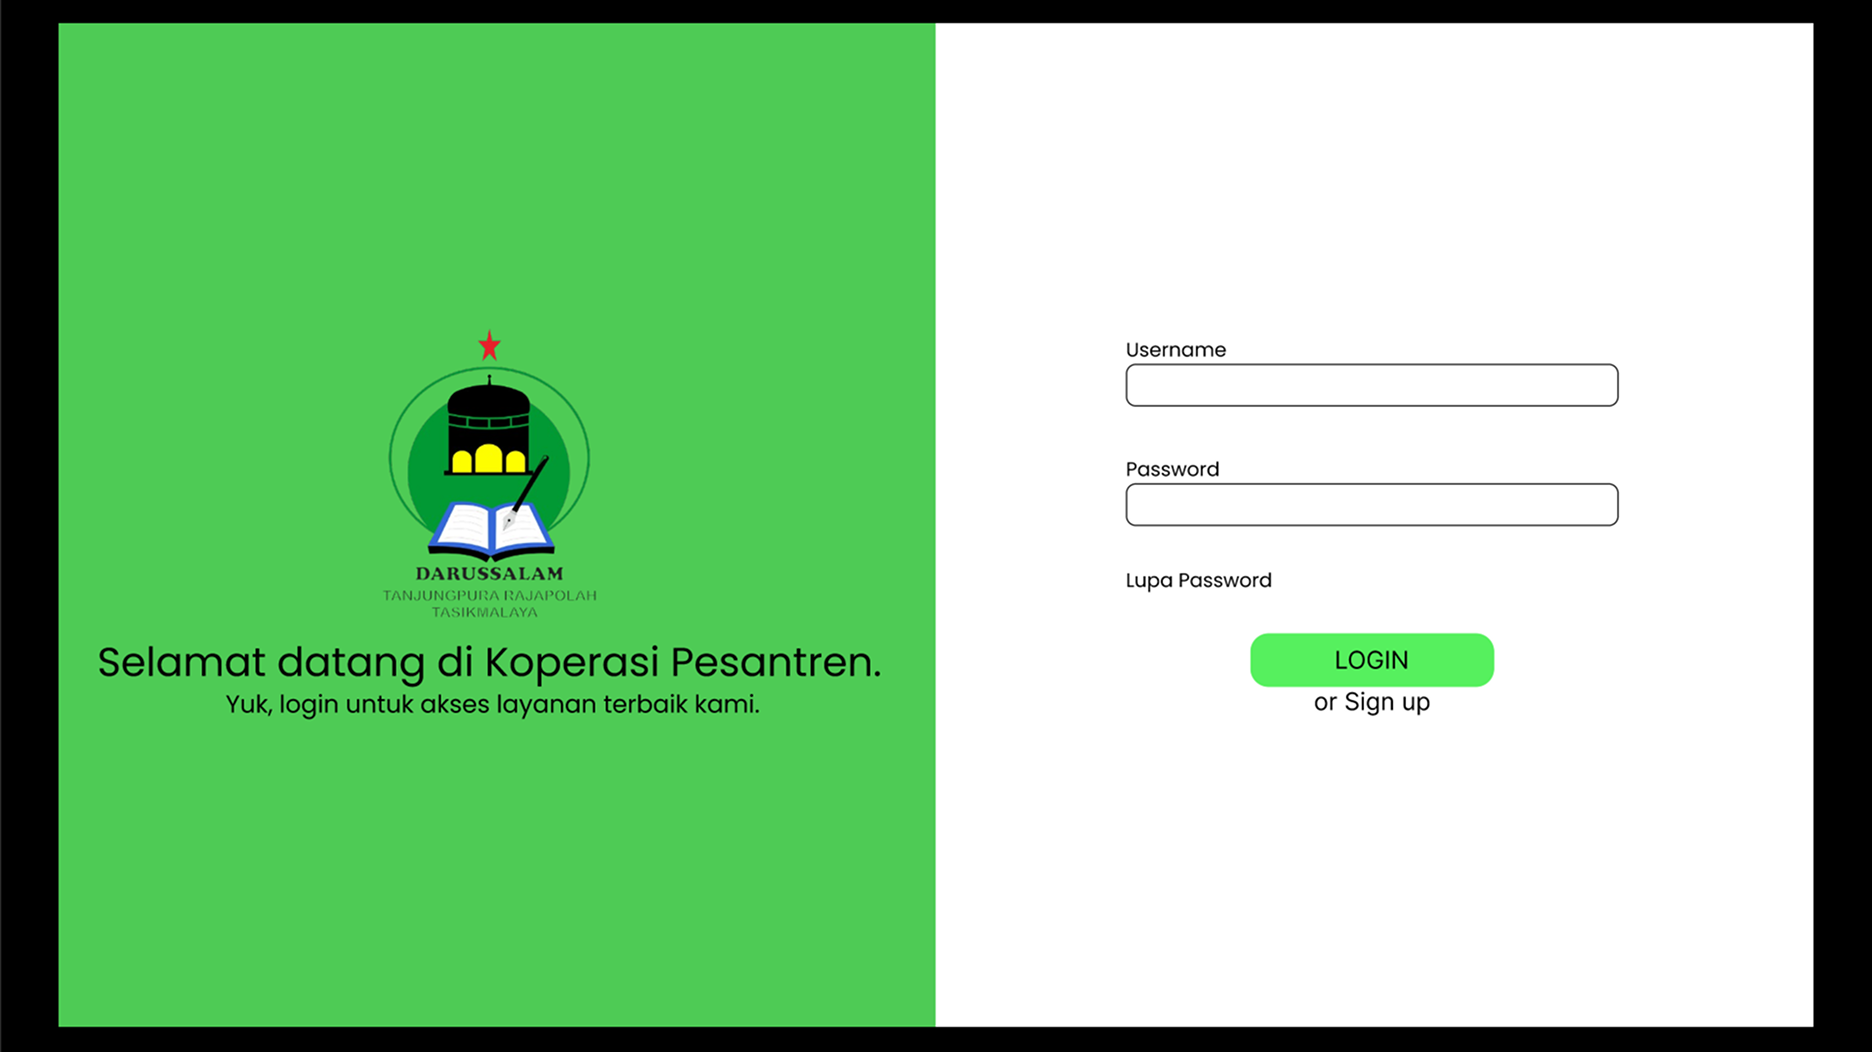 DARUSSALAM
TANJUNGPURA RAJAPOLAH
TASIKMALAYA
Selamat datang di Koperasi Pesantren.
Yuk, login untuk akses layanan terbaik kami.
Username
Password
Lupa Password
LOGIN
or Sign up